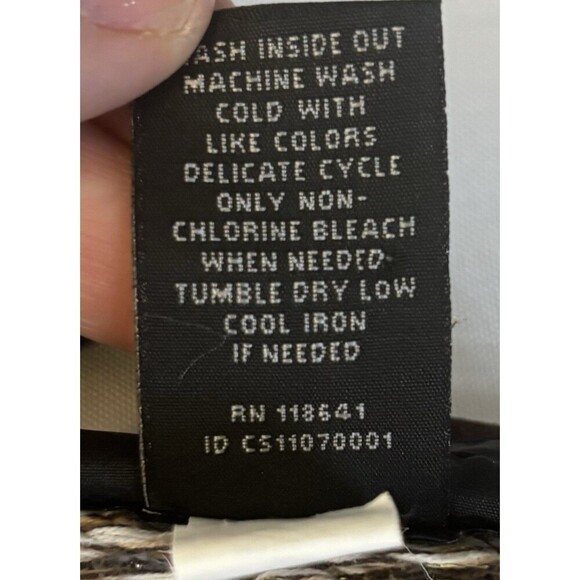 WASH INSIDE OUT
MACHINE WASH
COLD WITH
LIKE COLORS
DELICATE CYCLE
ONLY NON-
CHLORINE BLEACH
WHEN NEEDED
TUMBLE DRY LOW
COOL IRON
IF NEEDED
RN 118641
ID CS11070001